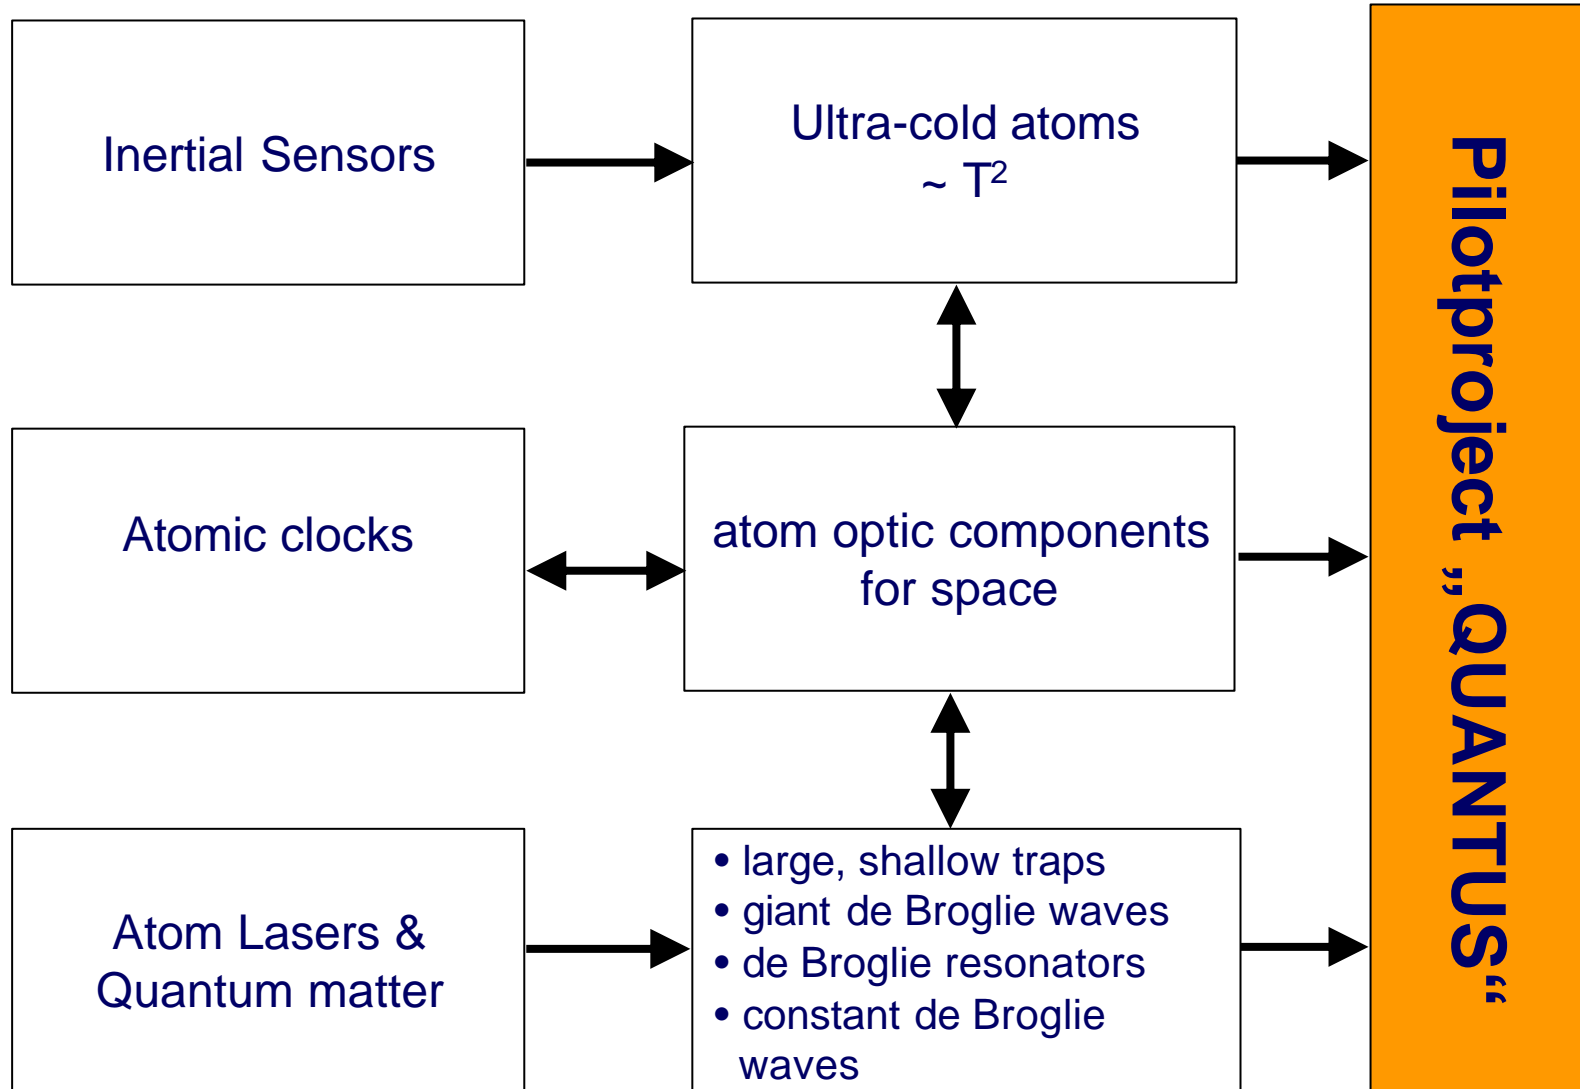 Inertial Sensors
Ultra-cold atoms
~ T²
Atomic clocks
atom optic components
for space
Atom Lasers &
Quantum matter
• large, shallow traps
• giant de Broglie waves
• de Broglie resonators
• constant de Broglie
waves
Pilotproject „QUANTUS“